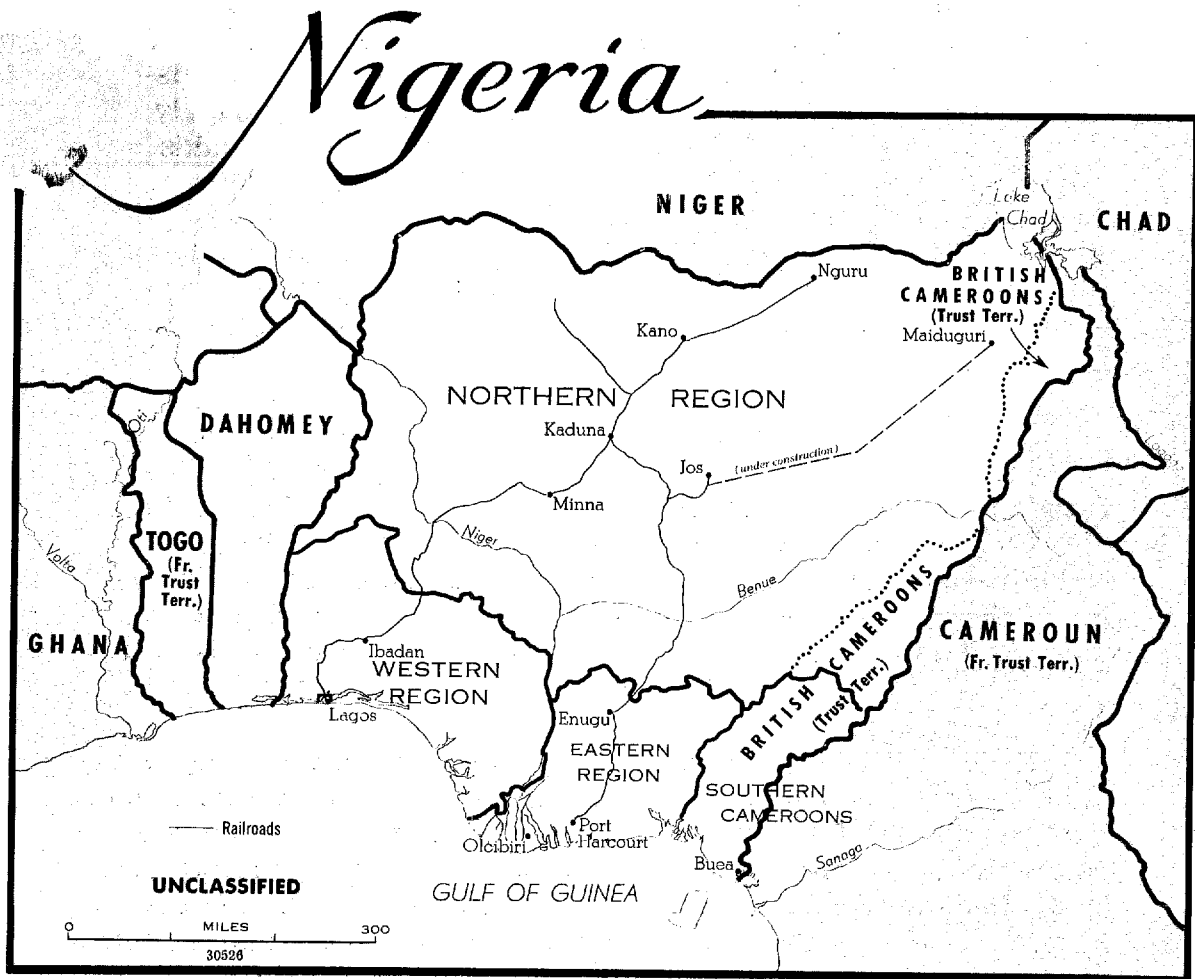 Nigeria
NIGER
Lake
Chad
CHAD
Nguru
BRITISH
CAMEROONS
(Trust Terr.)
Maiduguri
Kano
NORTHERN REGION
DAHOMEY
Oti
Kaduna
Jos
(under construction)
Minna
Niger
Volta
TOGO
(Fr.
Trust
Terr.)
Benue
GHANA
BRITISH CAMEROONS
(Trust Terr.)
CAMEROUN
(Fr. Trust Terr.)
Ibadan
WESTERN
REGION
Lagos
Enugu
EASTERN
REGION
SOUTHERN
CAMEROONS
Port
Harcourt
Oloibiri
Buea
Sanaga
GULF OF GUINEA
Railroads
UNCLASSIFIED
0 MILES 300
30526